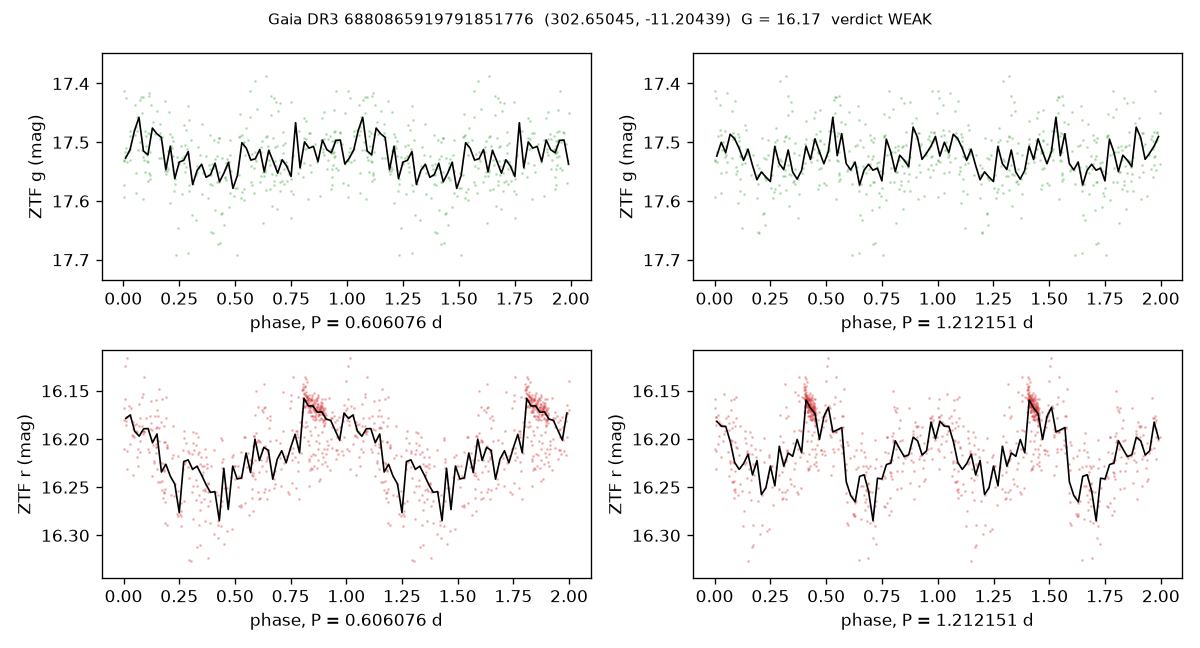 Gaia DR3 6880865919791851776  (302.65045, -11.20439)  G = 16.17  verdict WEAK
ZTF g (mag)
17.4
17.5
17.6
17.7
0.00 0.25 0.50 0.75 1.00 1.25 1.50 1.75 2.00
phase, P = 0.606076 d
ZTF g (mag)
17.4
17.5
17.6
17.7
0.00 0.25 0.50 0.75 1.00 1.25 1.50 1.75 2.00
phase, P = 1.212151 d
ZTF r (mag)
16.15
16.20
16.25
16.30
0.00 0.25 0.50 0.75 1.00 1.25 1.50 1.75 2.00
phase, P = 0.606076 d
ZTF r (mag)
16.15
16.20
16.25
16.30
0.00 0.25 0.50 0.75 1.00 1.25 1.50 1.75 2.00
phase, P = 1.212151 d